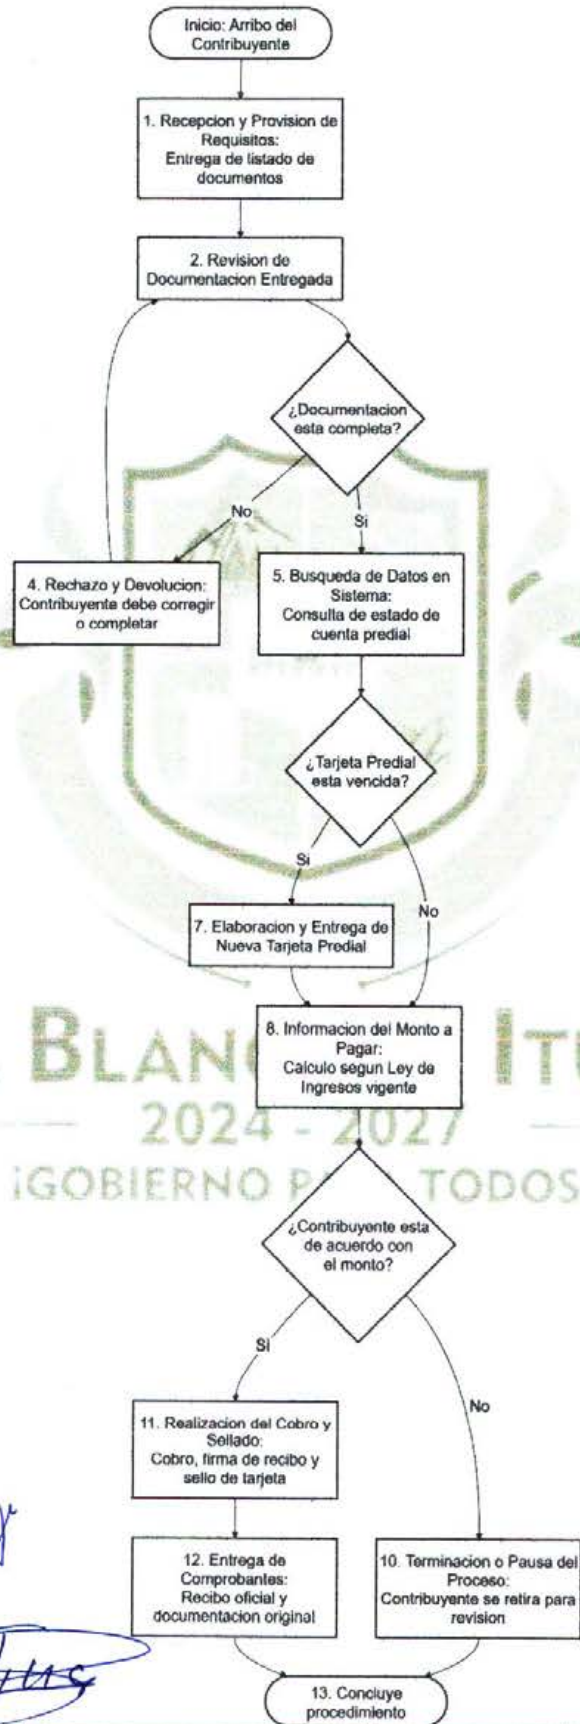 Inicio: Arribo del
Contribuyente
1. Recepcion y Provision de
Requisitos:
Entrega de listado de
documentos
2. Revision de
Documentacion Entregada
¿Documentacion
esta completa?
No
Si
4. Rechazo y Devolucion:
Contribuyente debe corregir
o completar
5. Busqueda de Datos en
Sistema:
Consulta de estado de
cuenta predial
¿Tarjeta Predial
esta vencida?
Si
No
7. Elaboracion y Entrega de
Nueva Tarjeta Predial
8. Informacion del Monto a
Pagar:
Calculo segun Ley de
Ingresos vigente
2024 - 2027
¡GOBIERNO TODOS
¿Contribuyente esta
de acuerdo con
el monto?
Si
No
11. Realizacion del Cobro y
Sellado:
Cobro, firma de recibo y
sello de tarjeta
12. Entrega de
Comprobantes:
Recibo oficial y
documentacion original
10. Terminacion o Pausa del
Proceso:
Contribuyente se retira para
revision
13. Concluye
procedimiento